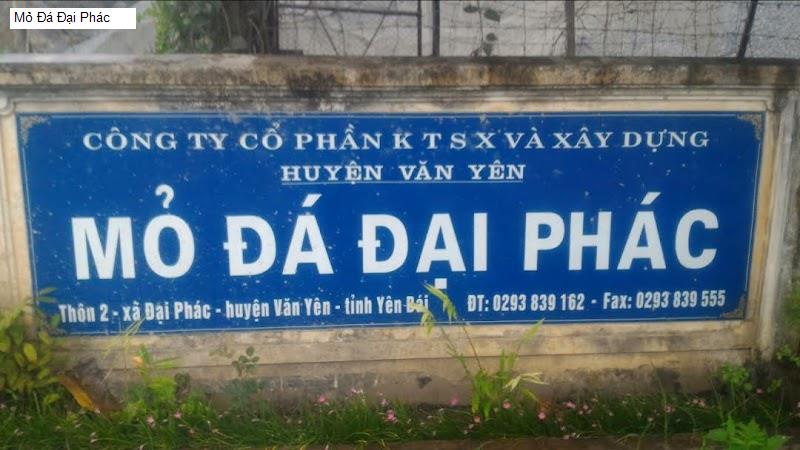 Mỏ Đá Đại Phác
CÔNG TY CỔ PHẦN K T S X VÀ XÂY DỰNG
HUYỆN VĂN YÊN
MỎ ĐÁ ĐẠI PHÁC
Thôn 2 - xã Đại Phác - huyện Văn Yên - tỉnh Yên Bái ĐT: 0293 839 162 - Fax: 0293 839 555